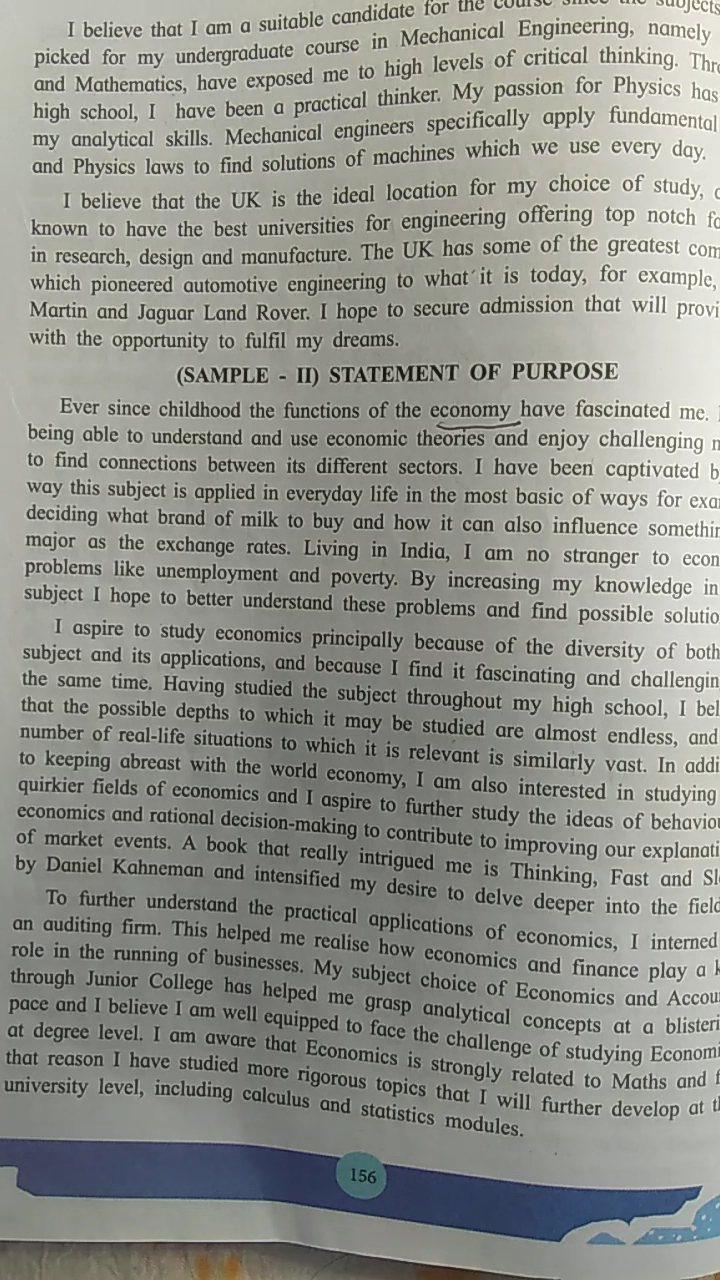 I believe that I am a suitable candidate for the course since the subjects
picked for my undergraduate course in Mechanical Engineering, namely
and Mathematics, have exposed me to high levels of critical thinking.
high school, I have been a practical thinker. My passion for Physics has
my analytical skills. Mechanical engineers specifically apply fundamental
and Physics laws to find solutions of machines which we use every day.
I believe that the UK is the ideal location for my choice of study,
known to have the best universities for engineering offering top notch
in research, design and manufacture. The UK has some of the greatest
which pioneered automotive engineering to what it is today, for example,
Martin and Jaguar Land Rover. I hope to secure admission that will
with the opportunity to fulfil my dreams.
(SAMPLE - II) STATEMENT OF PURPOSE
Ever since childhood the functions of the economy have fascinated me.
being able to understand and use economic theories and enjoy challenging
to find connections between its different sectors. I have been captivated
way this subject is applied in everyday life in the most basic of ways for
deciding what brand of milk to buy and how it can also influence
major as the exchange rates. Living in India, I am no stranger to
problems like unemployment and poverty. By increasing my knowledge in
subject I hope to better understand these problems and find possible
I aspire to study economics principally because of the diversity of both
subject and its applications, and because I find it fascinating and
the same time. Having studied the subject throughout my high school, I
that the possible depths to which it may be studied are almost endless, and
number of real-life situations to which it is relevant is similarly vast. In
to keeping abreast with the world economy, I am also interested in studying
quirkier fields of economics and I aspire to further study the ideas of
economics and rational decision-making to contribute to improving our
of market events. A book that really intrigued me is Thinking, Fast and
by Daniel Kahneman and intensified my desire to delve deeper into the
To further understand the practical applications of economics, I interned
an auditing firm. This helped me realise how economics and finance play a
role in the running of businesses. My subject choice of Economics and
through Junior College has helped me grasp analytical concepts at a
pace and I believe I am well equipped to face the challenge of studying
at degree level. I am aware that Economics is strongly related to Maths and
that reason I have studied more rigorous topics that I will further develop at
university level, including calculus and statistics modules.
156